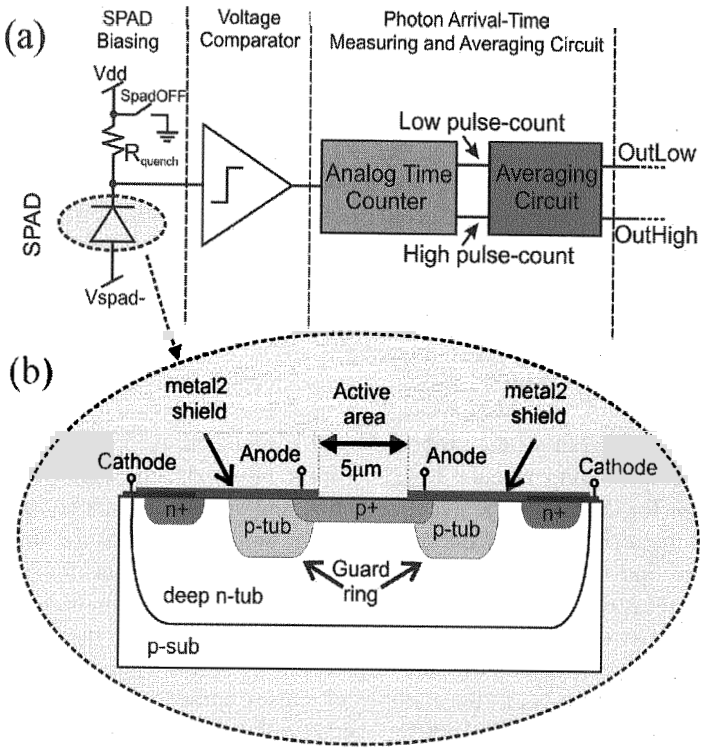 (a)
SPAD
Biasing
Voltage
Comparator
Photon Arrival-Time
Measuring and Averaging Circuit
Vdd
SpadOFF
Rquench
SPAD
Vspad-
Analog Time
Counter
Low pulse-count
High pulse-count
Averaging
Circuit
OutLow
OutHigh
(b)
metal2
shield
Active
area
metal2
shield
Cathode
Anode
5μm
Anode
Cathode
n+
p-tub
p+
p-tub
n+
Guard
ring
deep n-tub
p-sub